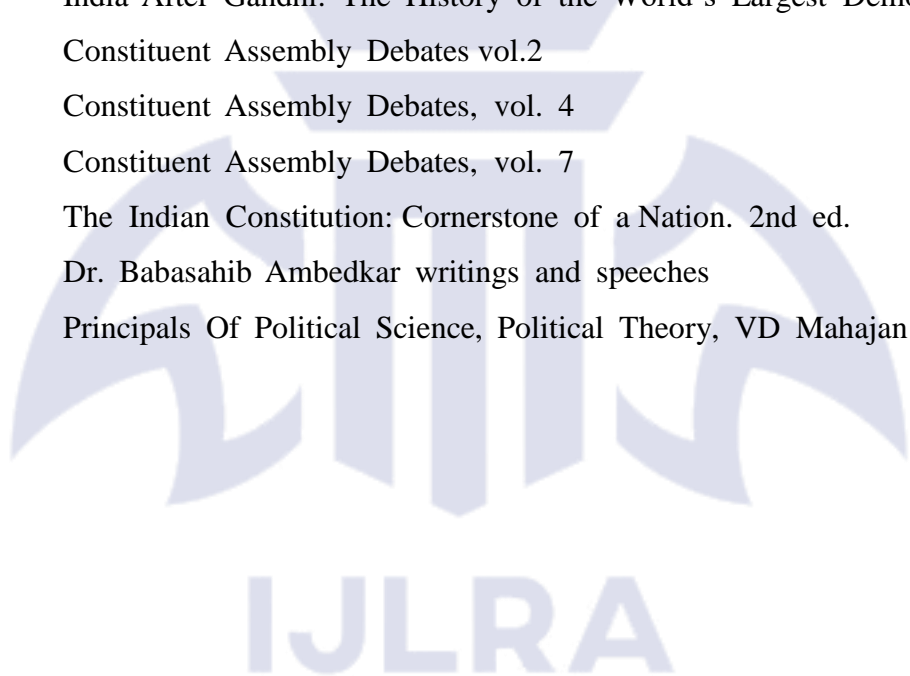 India After Gandhi: The History of the World's Largest
Constituent Assembly Debates vol.2
Constituent Assembly Debates, vol. 4
Constituent Assembly Debates, vol. 7
The Indian Constitution: Cornerstone of a Nation. 2nd ed.
Dr. Babasahib Ambedkar writings and speeches
Principals Of Political Science, Political Theory, VD Mahajan
IJLRA